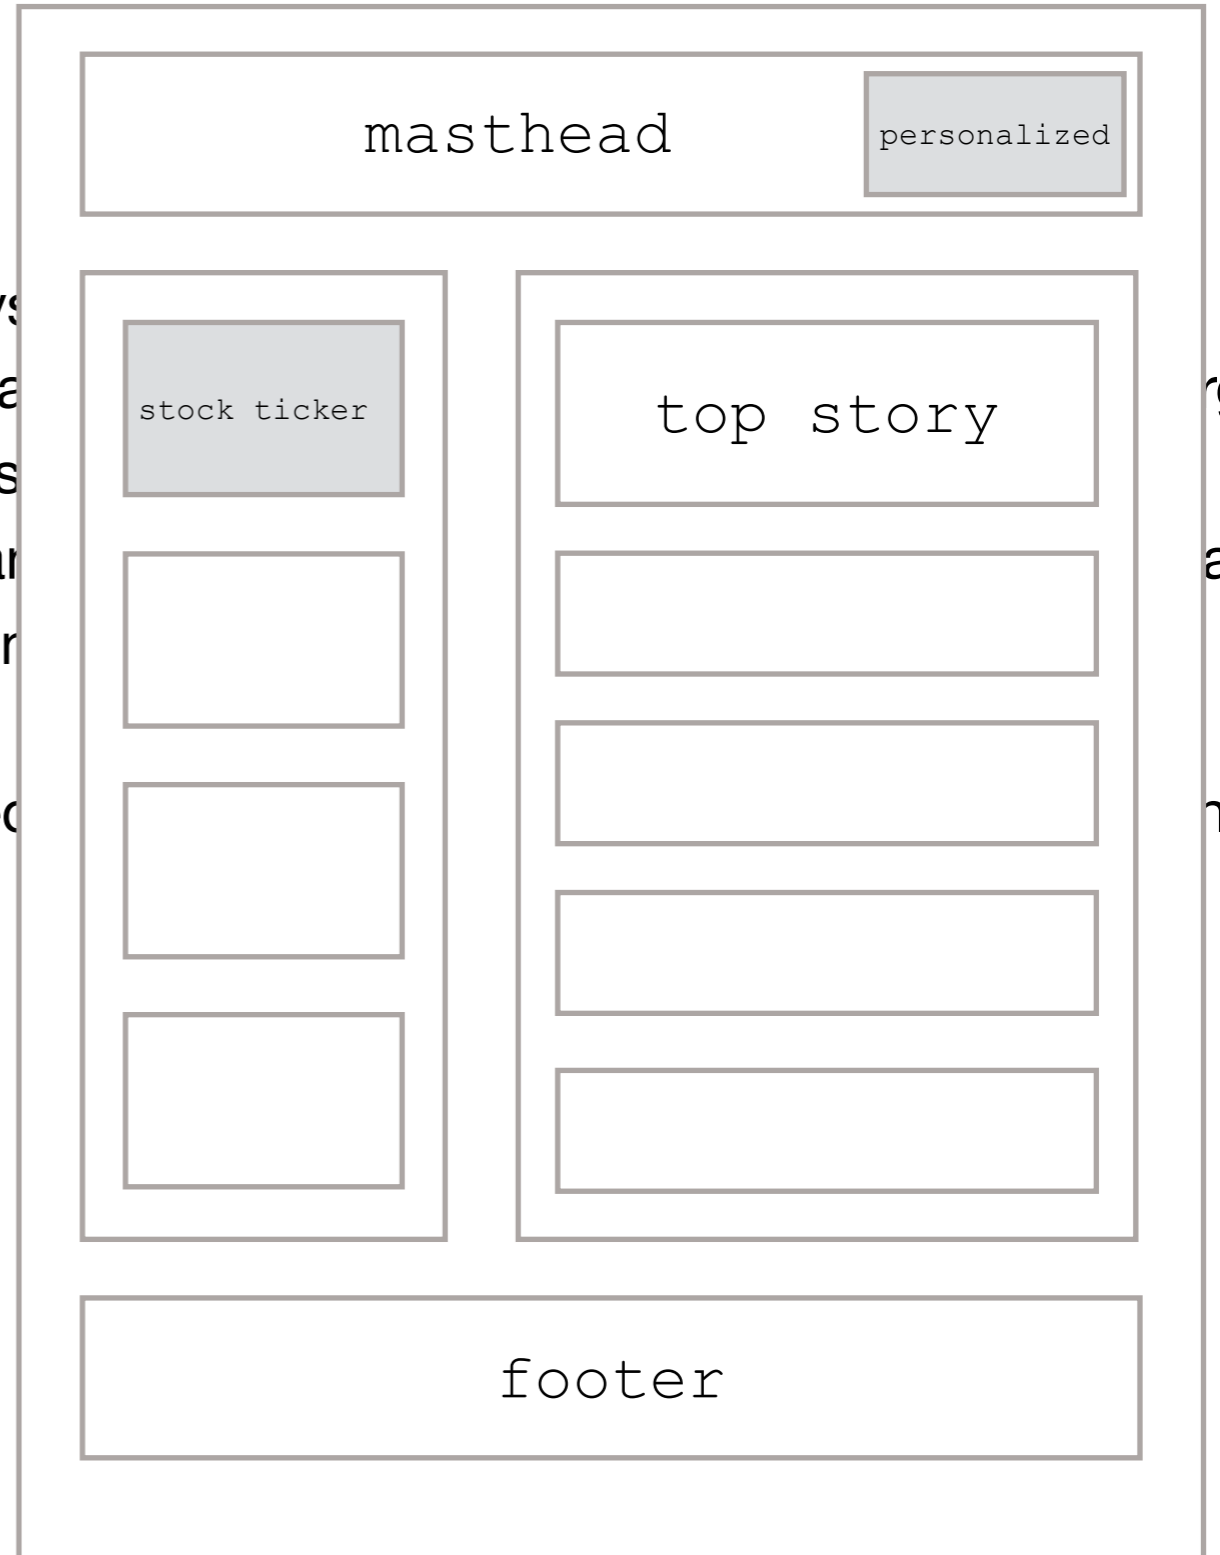 masthead
personalized
stock ticker
top story
footer